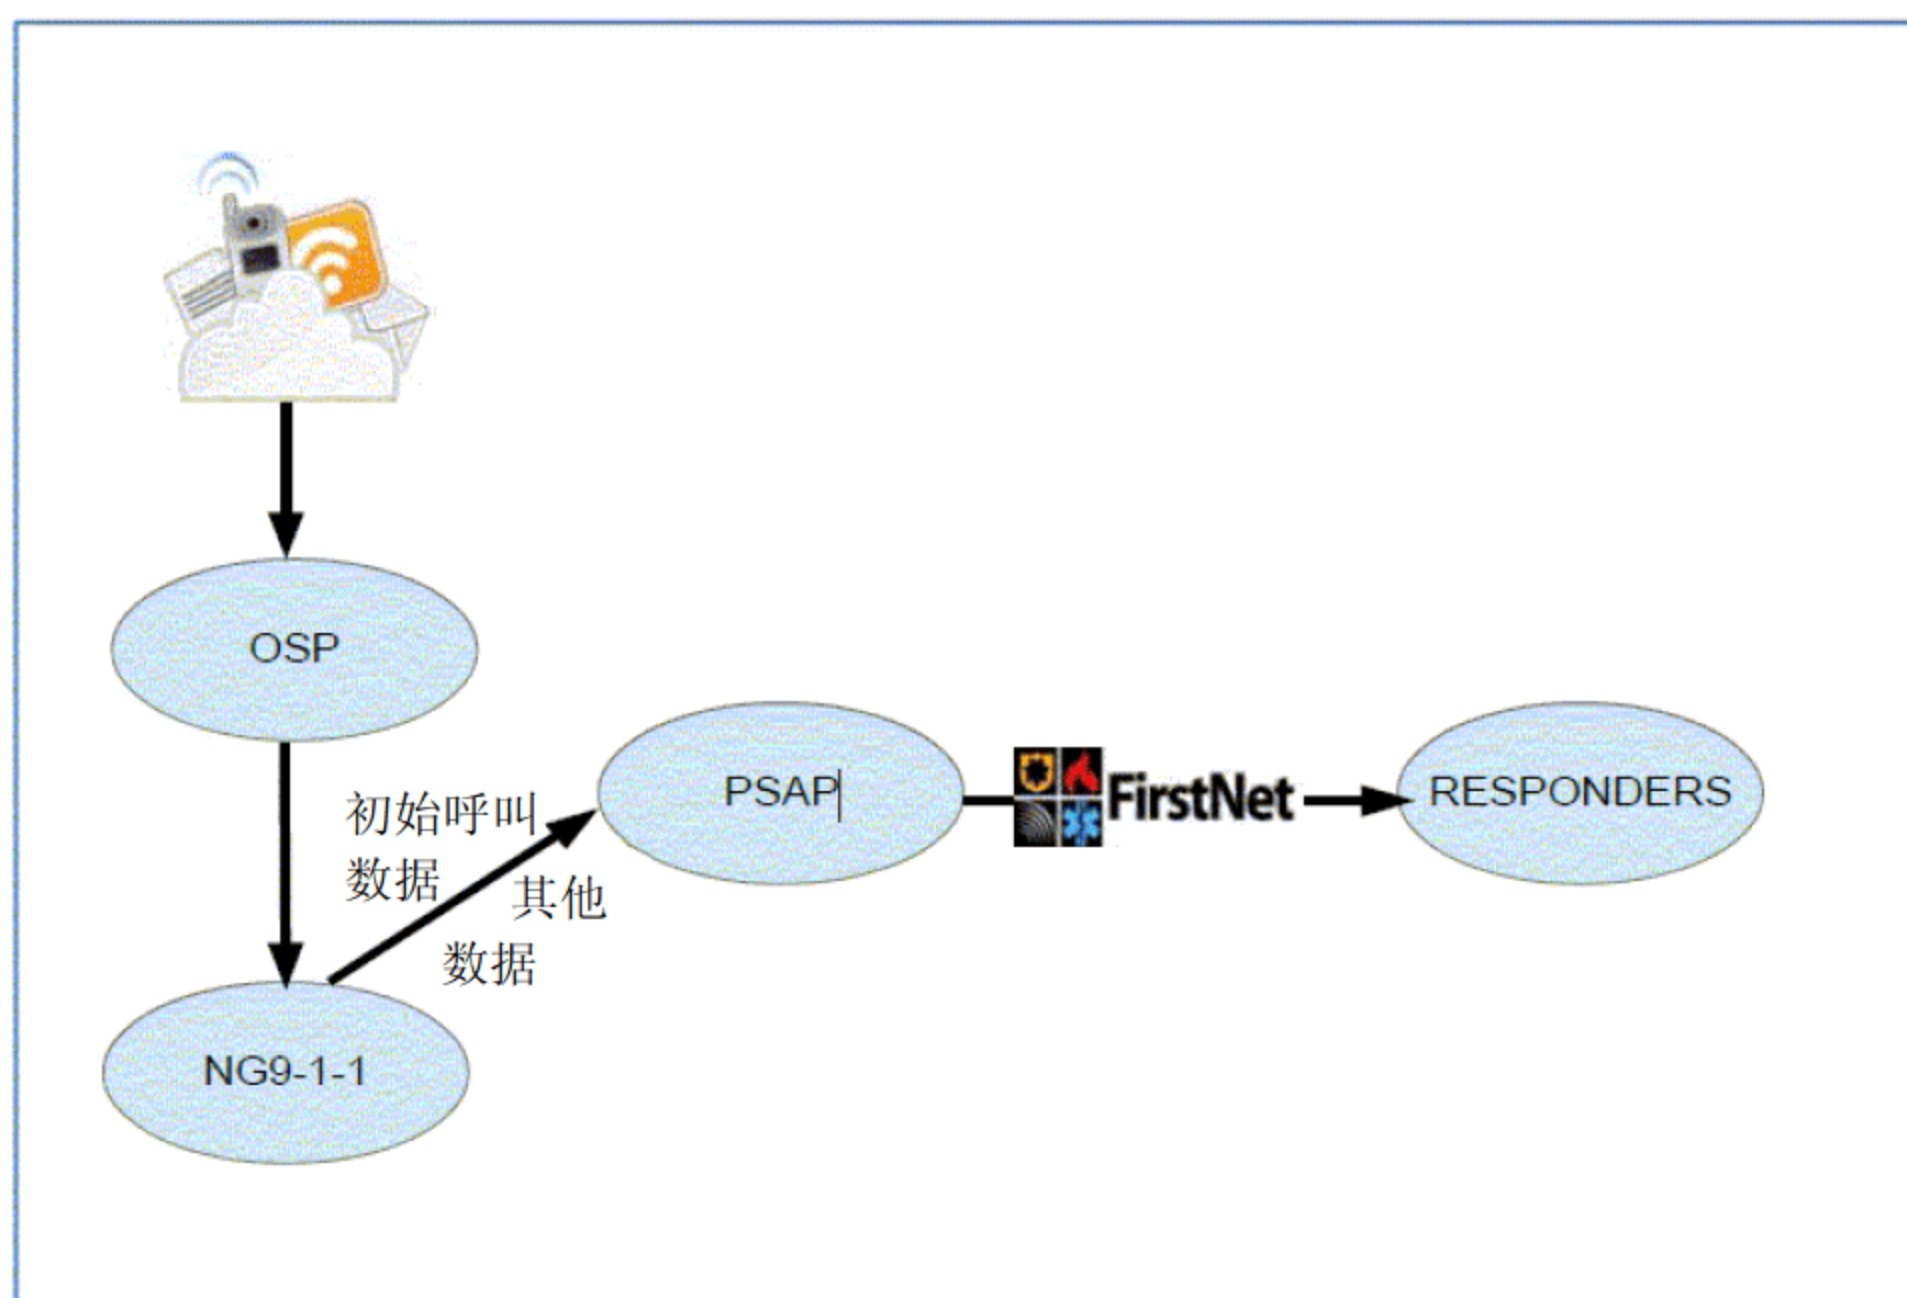 OSP
初始呼叫
数据
其他
数据
NG9-1-1
PSAP
FirstNet
RESPONDERS